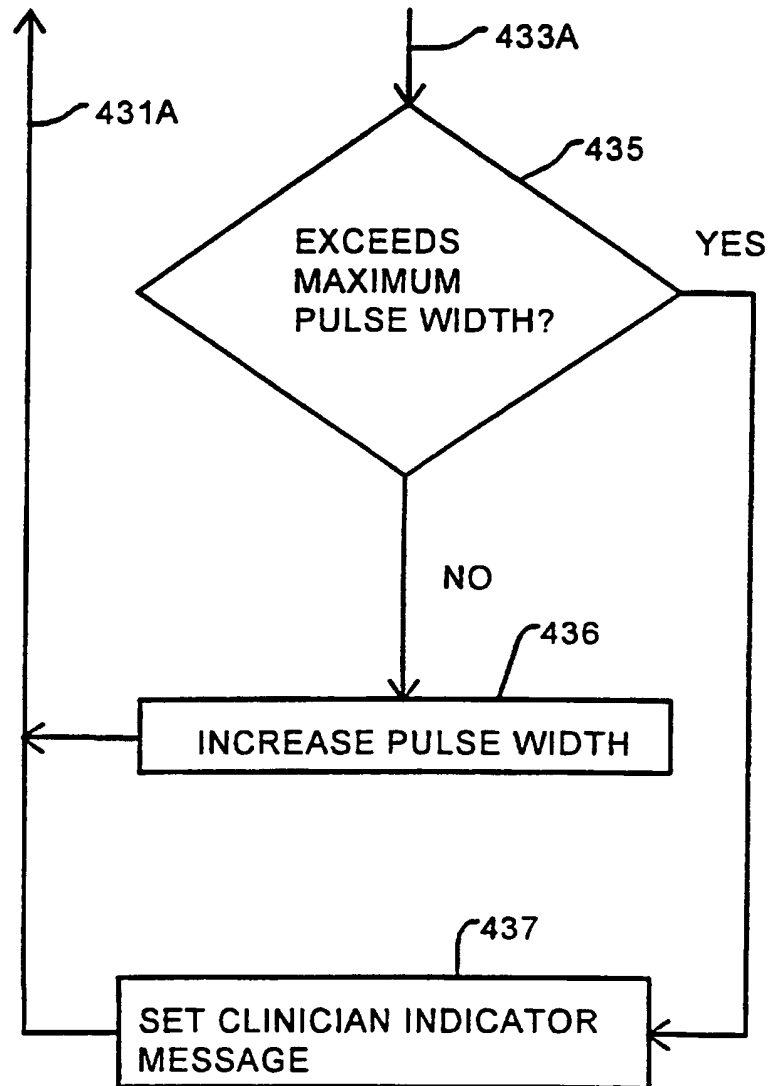 433A
431A
435
EXCEEDS
MAXIMUM
PULSE WIDTH?
YES
NO
436
INCREASE PULSE WIDTH
437
SET CLINICIAN INDICATOR
MESSAGE